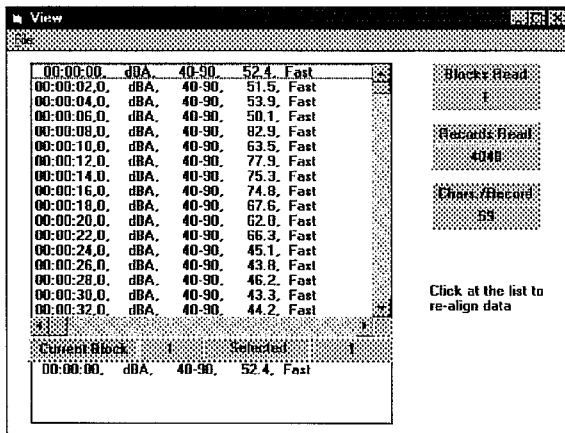 View
File
00:00:00, dBA, 40-90, 52.4, Fast
00:00:02,0, dBA, 40-90, 51.5, Fast
00:00:04,0, dBA, 40-90, 53.9, Fast
00:00:06,0, dBA, 40-90, 50.1, Fast
00:00:08,0, dBA, 40-90, 82.9, Fast
00:00:10,0, dBA, 40-90, 63.5, Fast
00:00:12,0, dBA, 40-90, 77.9, Fast
00:00:14,0, dBA, 40-90, 75.3, Fast
00:00:16,0, dBA, 40-90, 74.8, Fast
00:00:18,0, dBA, 40-90, 67.6, Fast
00:00:20,0, dBA, 40-90, 62.8, Fast
00:00:22,0, dBA, 40-90, 66.3, Fast
00:00:24,0, dBA, 40-90, 45.1, Fast
00:00:26,0, dBA, 40-90, 43.8, Fast
00:00:28,0, dBA, 40-90, 46.2, Fast
00:00:30,0, dBA, 40-90, 43.3, Fast
00:00:32,0, dBA, 40-90, 44.2, Fast
Current Block 1 Selected 1
00:00:00, dBA, 40-90, 52.4, Fast
Blocks Read
1
Records Read
4040
Chars./Record
Click at the list to
re-align data